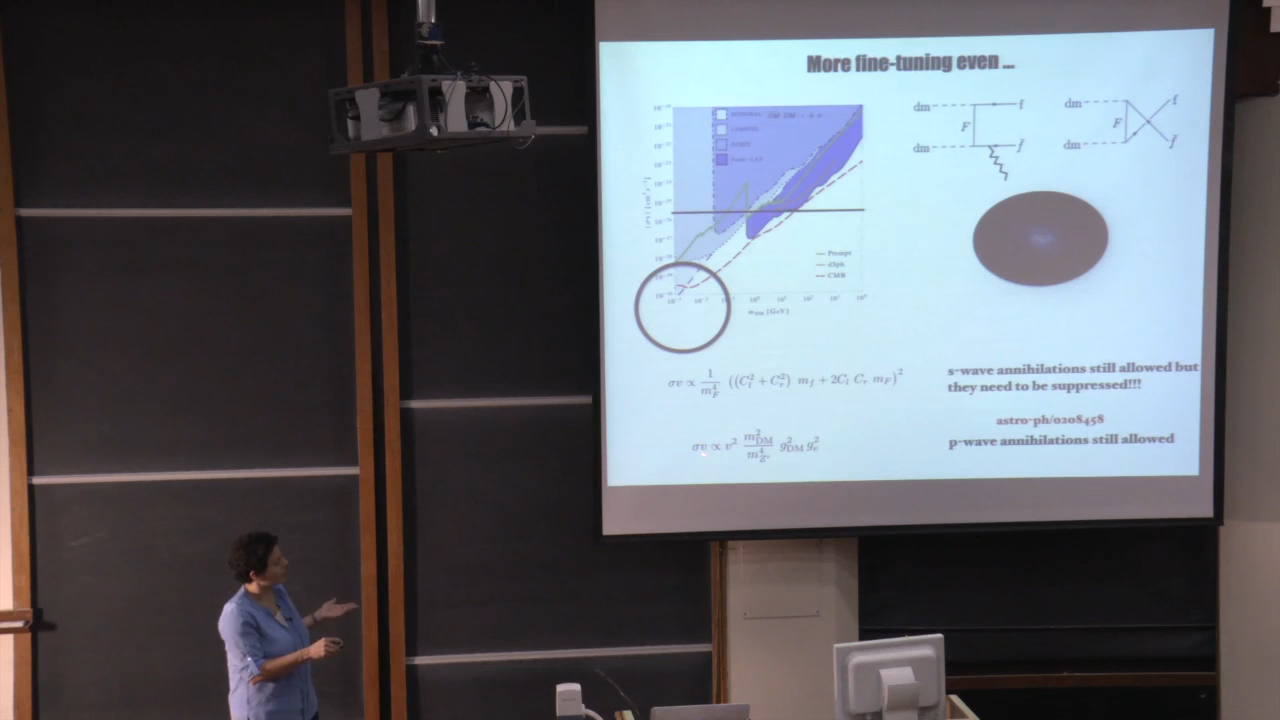 More fine-tuning even ...
dm f
F
dm f̄
dm f
F
dm f̄
Prompt
dSph
CMB
m_DM [GeV]
σv ∝ 1/m_F^4 ((C_l^2 + C_r^2) m_f + 2C_l C_r m_F)^2
s-wave annihilations still allowed but
they need to be suppressed!!!
astro-ph/0208458
σv ∝ v^2 m_DM^2/m_Z'^4 g_DM^2 g_e^2
p-wave annihilations still allowed